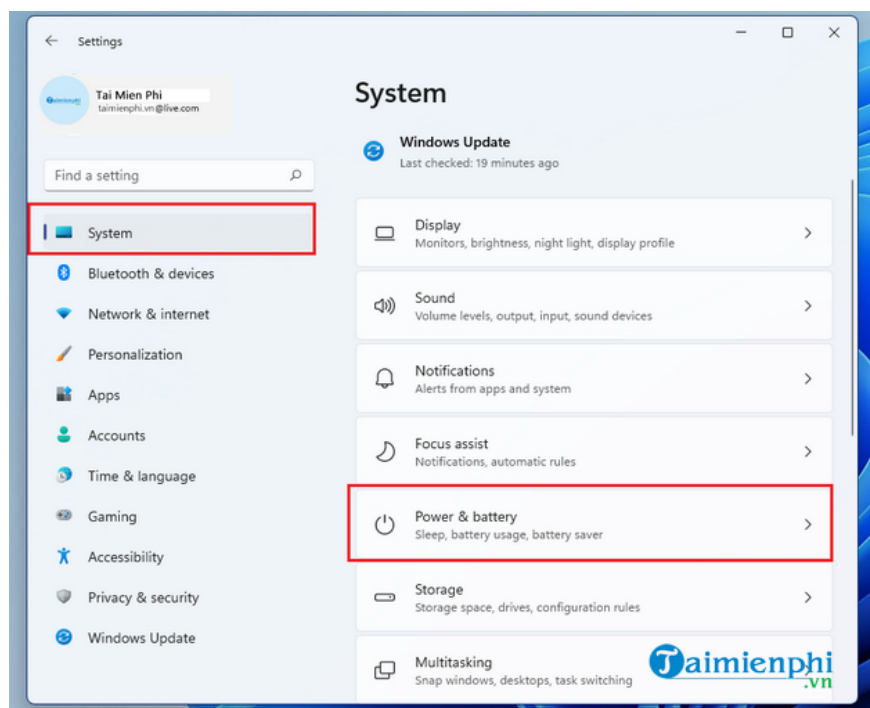 Settings
Tai Mien Phi
taimienphi.vn@live.com
Find a setting
System
Bluetooth & devices
Network & internet
Personalization
Apps
Accounts
Time & language
Gaming
Accessibility
Privacy & security
Windows Update
System
Windows Update
Last checked: 19 minutes ago
Display
Monitors, brightness, night light, display profile
Sound
Volume levels, output, input, sound devices
Notifications
Alerts from apps and system
Focus assist
Notifications, automatic rules
Power & battery
Sleep, battery usage, battery saver
Storage
Storage space, drives, configuration rules
Multitasking
Snap windows, desktops, task switching
Taimienphi
.vn